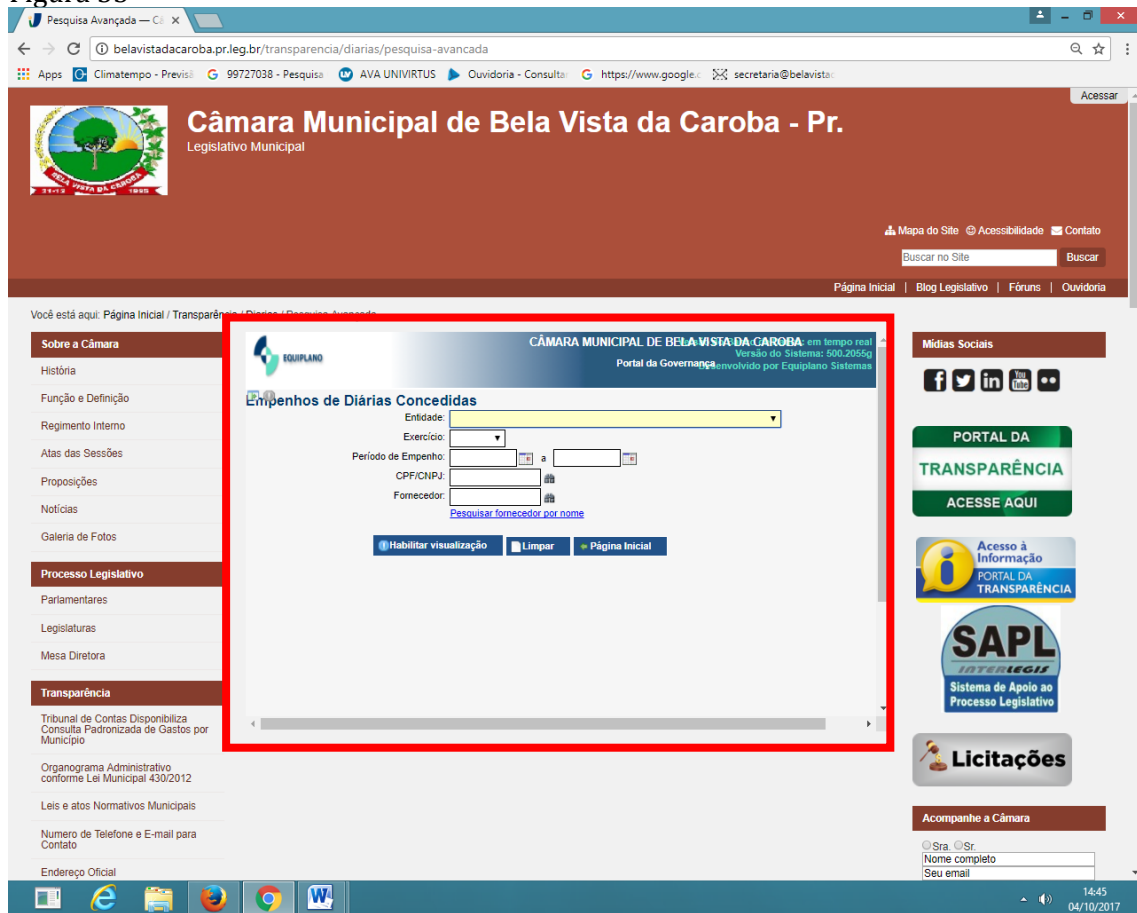 Pesquisa Avançada — Câ
belavistadacaroba.pr.leg.br/transparencia/diarias/pesquisa-avancada
Apps Climatempo - Previsã 99727038 - Pesquisa AVA UNIVIRTUS Ouvidoria - Consulta https://www.google.c secretaria@belavista
Acessar
Câmara Municipal de Bela Vista da Caroba - Pr.
Legislativo Municipal
BELA VISTA DA CAROBA
Mapa do Site Acessibilidade Contato
Buscar no Site Buscar
Página Inicial | Blog Legislativo | Fóruns | Ouvidoria
Você está aqui: Página Inicial / Transparência / Diarias / Pesquisa Avançada
Sobre a Câmara
História
Função e Definição
Regimento Interno
Atas das Sessões
Proposições
Notícias
Galeria de Fotos
Processo Legislativo
Parlamentares
Legislaturas
Mesa Diretora
Transparência
Tribunal de Contas Disponibiliza
Consulta Padronizada de Gastos por
Município
Organograma Administrativo
conforme Lei Municipal 430/2012
Leis e atos Normativos Municipais
Numero de Telefone e E-mail para
Contato
Endereço Oficial
EQUIPLANO
CÂMARA MUNICIPAL DE BELA VISTA DA CAROBA
em tempo real
Versão do Sistema: 500.2055g
Portal da Governança
Desenvolvido por Equiplano Sistemas
Empenhos de Diárias Concedidas
Entidade:
Exercício:
Período de Empenho: a
CPF/CNPJ:
Fornecedor:
Pesquisar fornecedor por nome
Habilitar visualização Limpar Página Inicial
Mídias Sociais
You Tube
PORTAL DA
TRANSPARÊNCIA
ACESSE AQUI
Acesso à
Informação
PORTAL DA
TRANSPARÊNCIA
SAPL
INTERLEGIS
Sistema de Apoio ao
Processo Legislativo
Licitações
Acompanhe a Câmara
Sra. Sr.
Nome completo
Seu email
14:45
04/10/2017